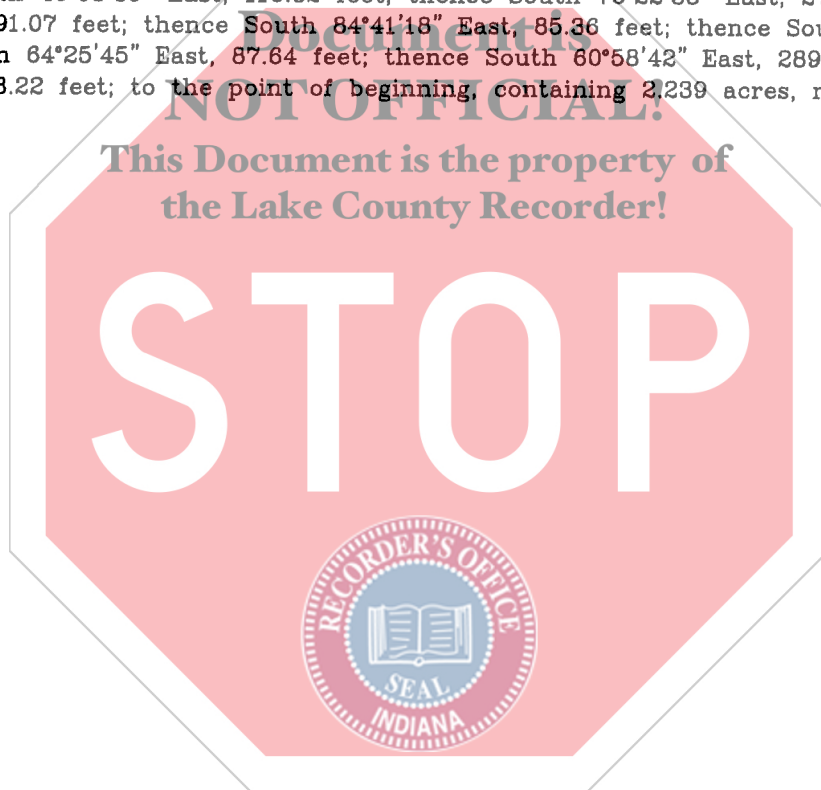 91.07 feet; thence South 84°41'18" East, 85.36 feet; thence Sou
Document is
64°25'45" East, 87.64 feet; thence South 60°58'42" East, 289
3.22 feet; to the point of beginning, containing 2.239 acres,
NOT OFFICIAL!
This Document is the property of
the Lake County Recorder!
STOP
RECORDER'S OFFICE
SEAL
INDIANA